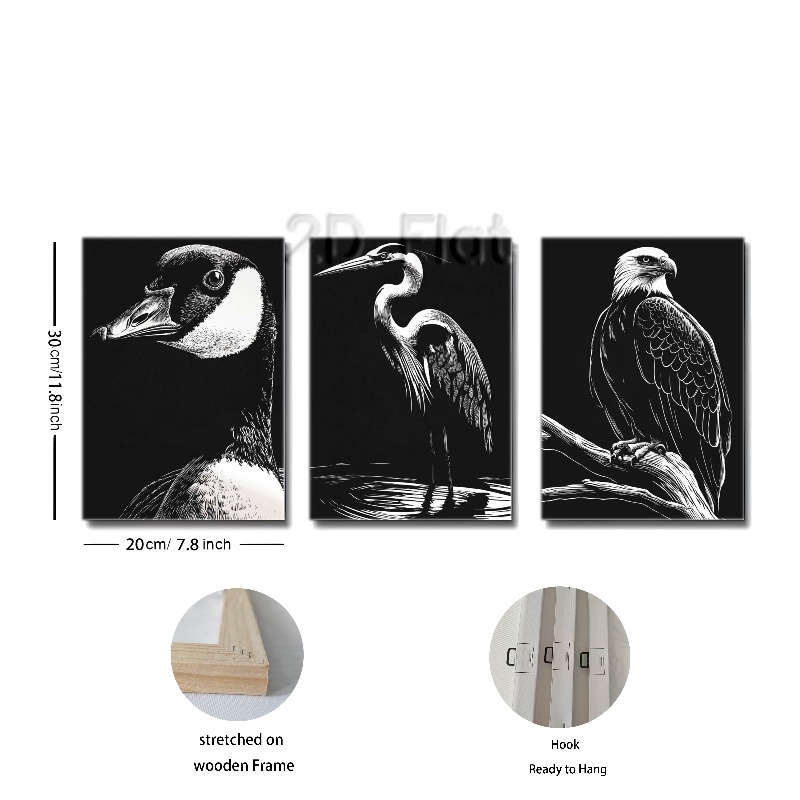 2D Flat
30cm/11.8inch
20cm/ 7.8 inch
stretched on
wooden Frame
Hook
Ready to Hang